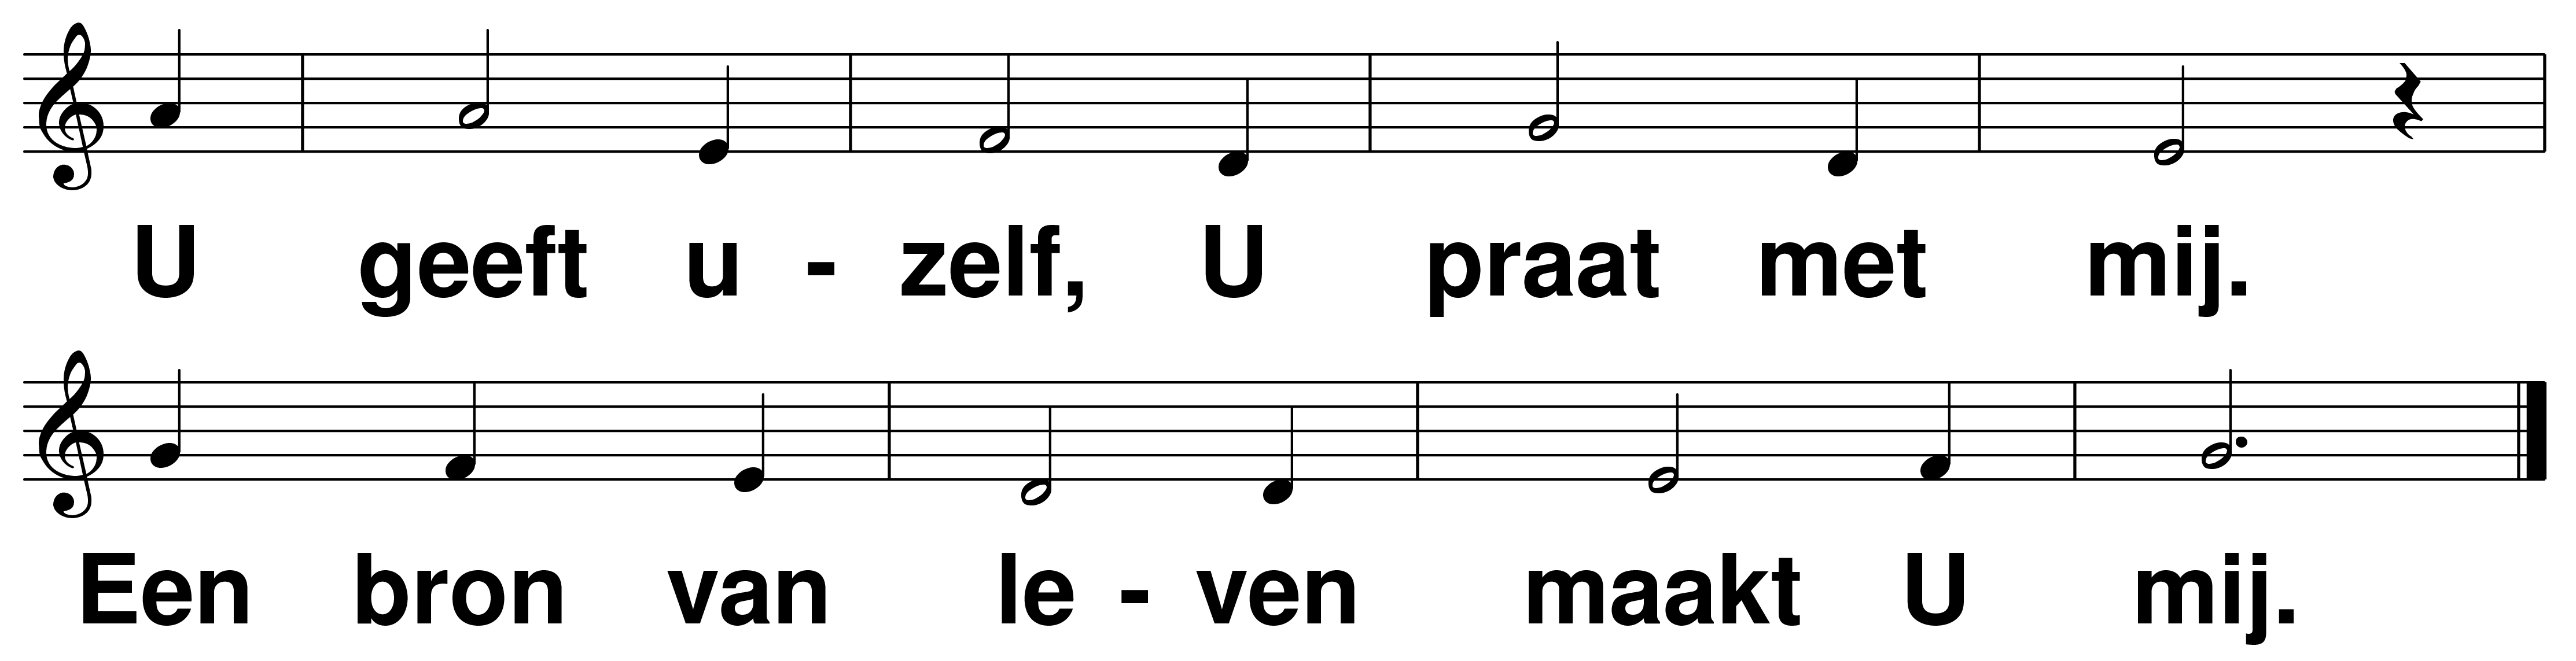 U geeft u - zelf, U praat met mij.
Een bron van le - ven maakt U mij.